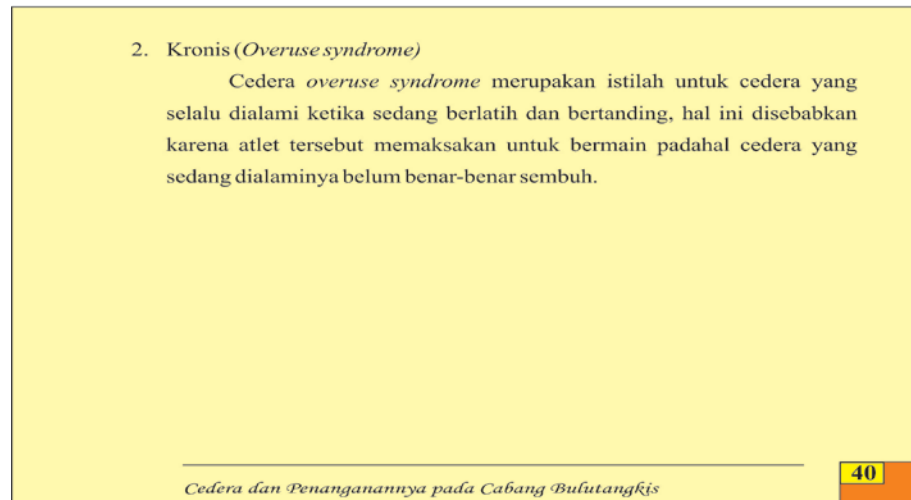 2. Kronis (Overuse syndrome)
Cedera overuse syndrome merupakan istilah untuk cedera yang
selalu dialami ketika sedang berlatih dan bertanding, hal ini disebabkan
karena atlet tersebut memaksakan untuk bermain padahal cedera yang
sedang dialaminya belum benar-benar sembuh.
40
Cedera dan Penanganannya pada Cabang Bulutangkis